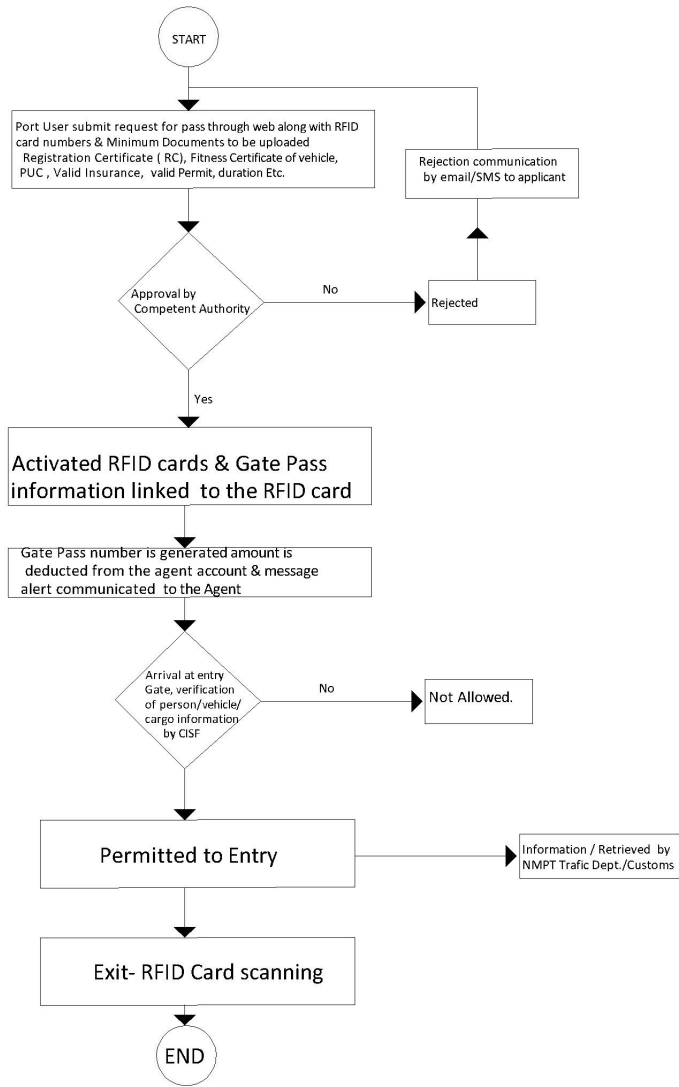 START
Port User submit request for pass through web along with RFID
card numbers & Minimum Documents to be uploaded
Registration Certificate ( RC), Fitness Certificate of vehicle,
PUC , Valid Insurance, valid Permit, duration Etc.
Rejection communication
by email/SMS to applicant
Approval by
Competent Authority
No
Rejected
Yes
Activated RFID cards & Gate Pass
information linked to the RFID card
Gate Pass number is generated amount is
deducted from the agent account & message
alert communicated to the Agent
Arrival at entry
Gate, verification
of person/vehicle/
cargo information
by CISF
No
Not Allowed.
Permitted to Entry
Information / Retrieved by
NMPT Trafic Dept./Customs
Exit- RFID Card scanning
END